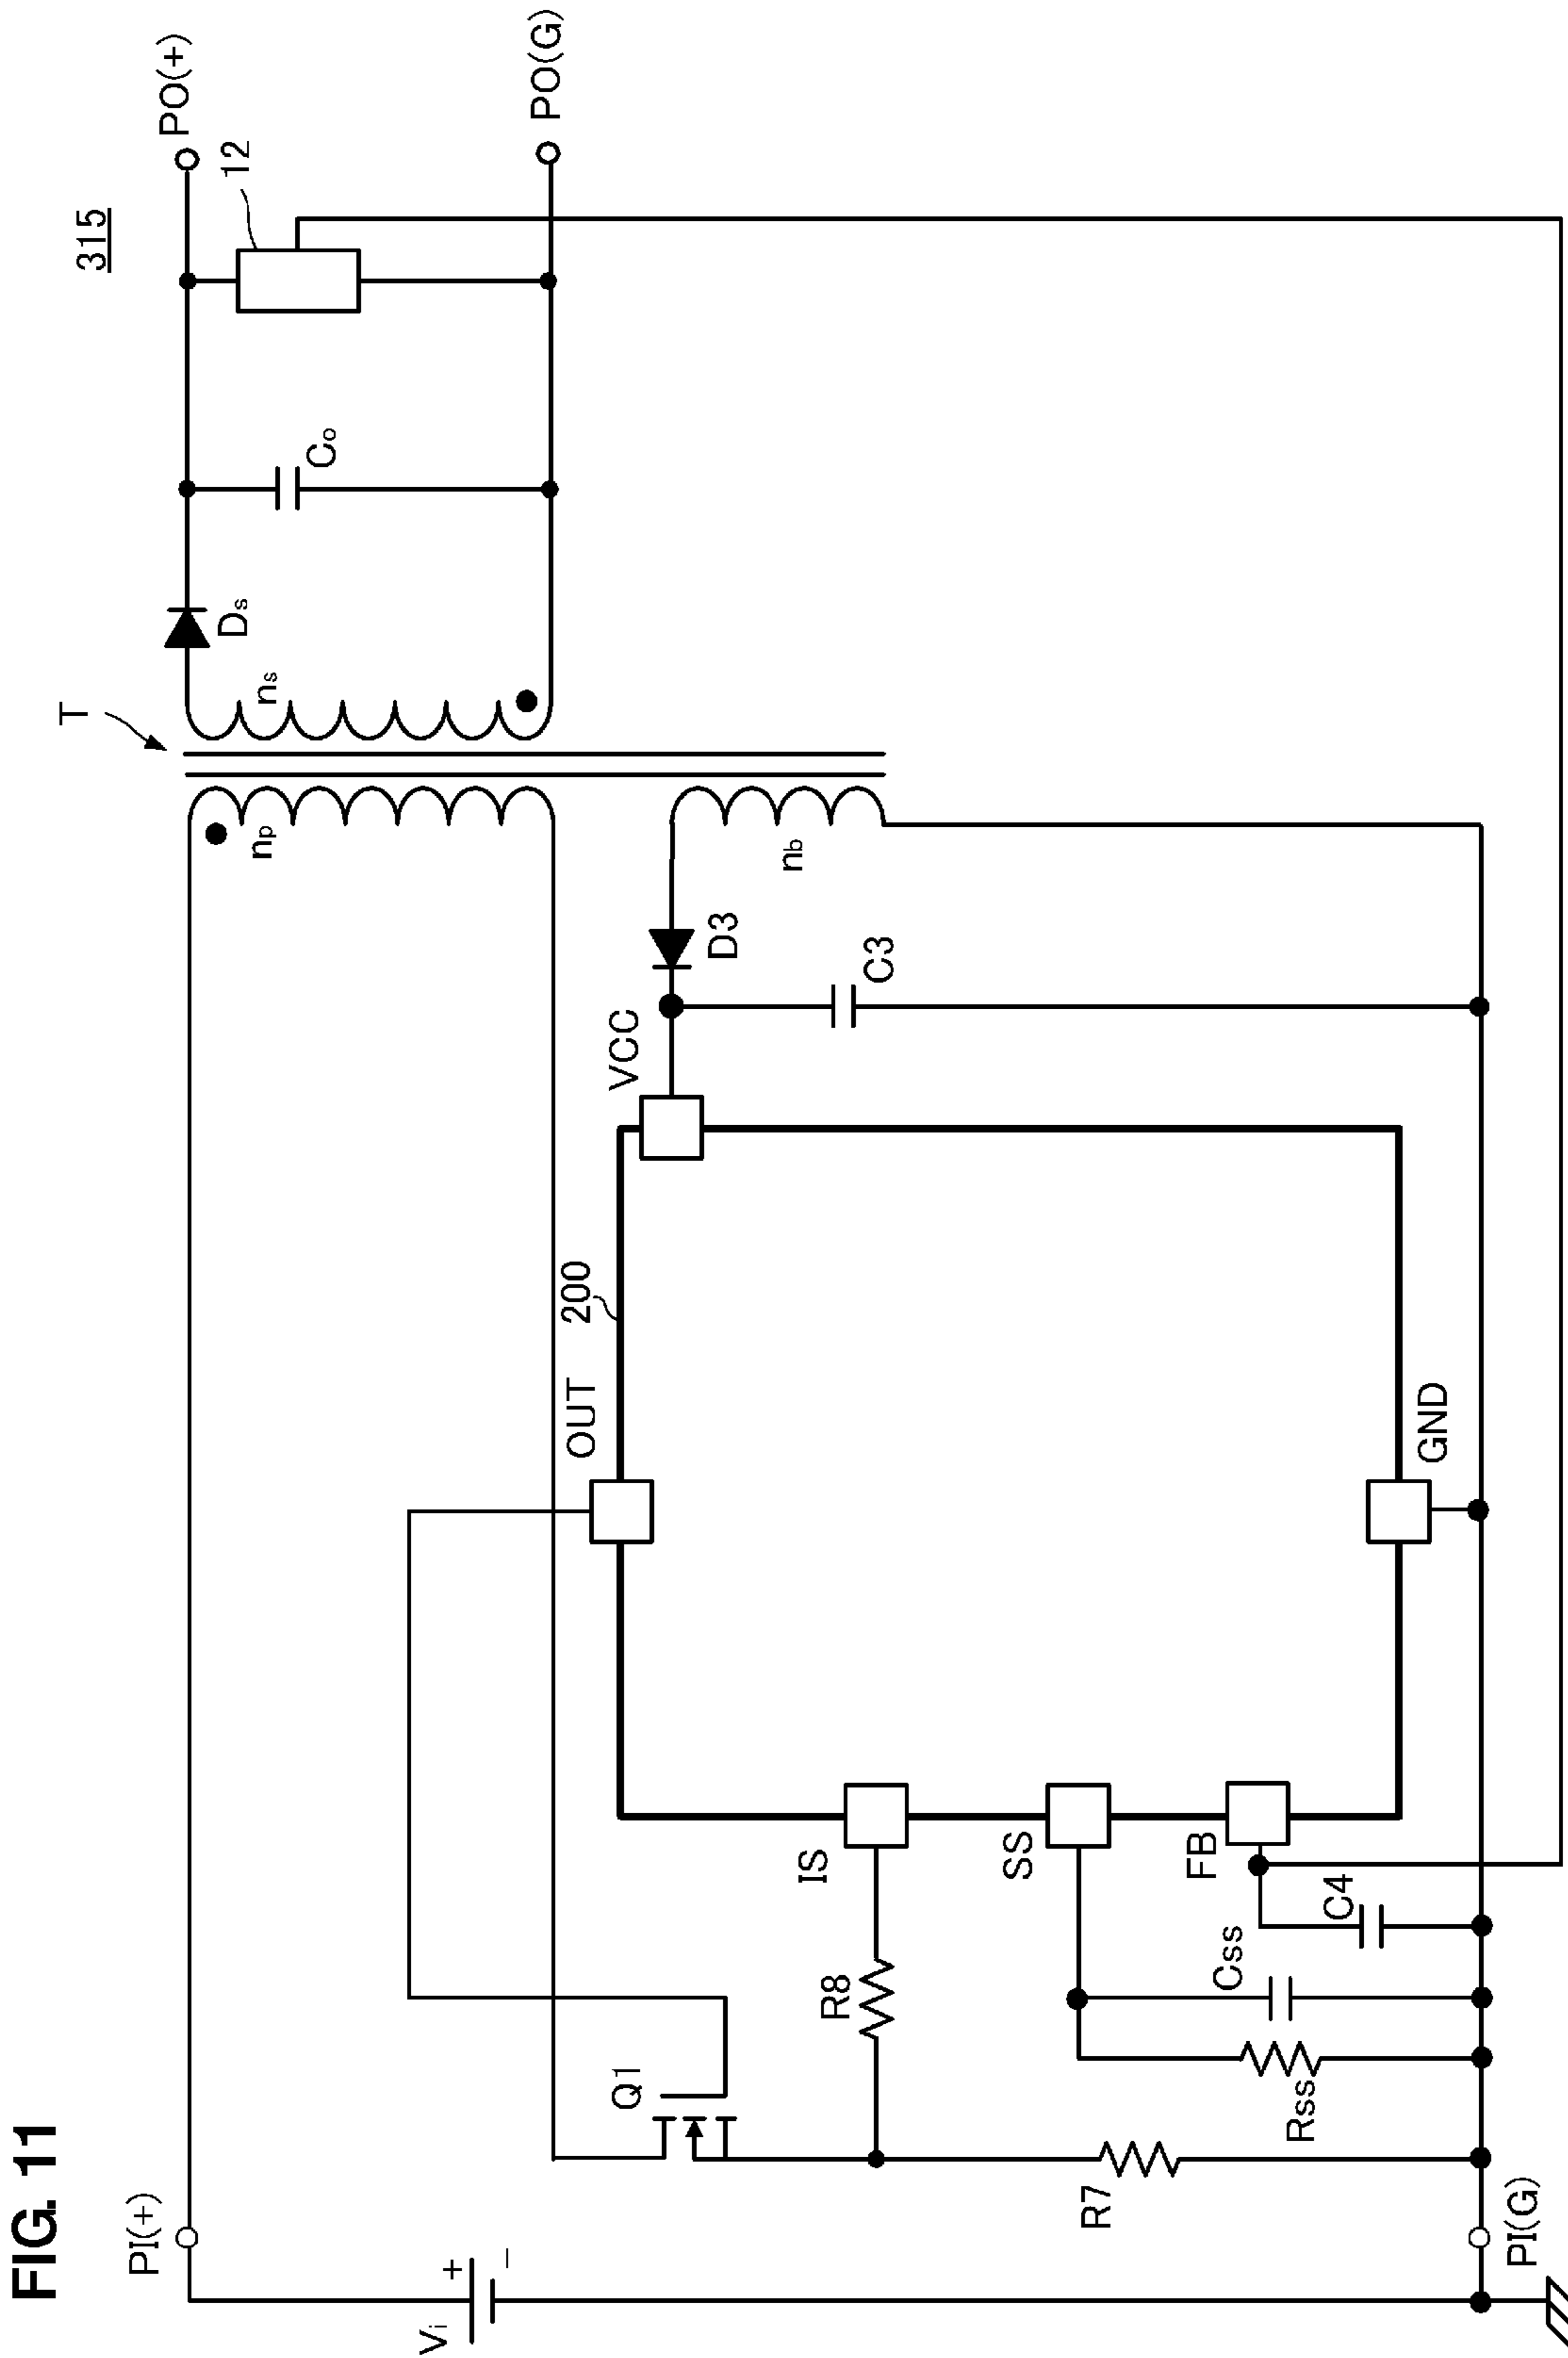 FIG. 11
315
T
PI(+)
PO(+)
np
ns
Ds
Co
12
Vi
+
−
PO(G)
Q1
OUT
200
VCC
D3
nb
C3
IS
R8
SS
FB
R7
Rss
Css
C4
GND
PI(G)